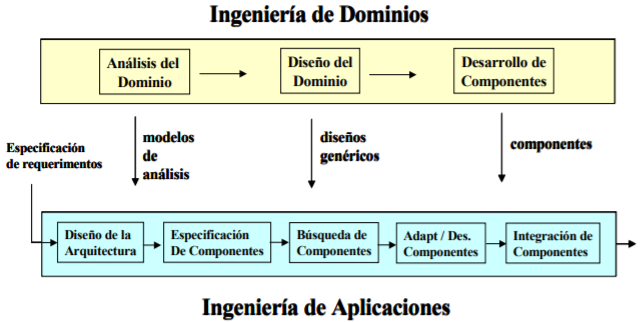 Ingeniería de Dominios
Análisis del
Dominio
Diseño del
Dominio
Desarrollo de
Componentes
Especificación
de requerimentos
modelos
de
análisis
diseños
genéricos
componentes
Diseño de la
Arquitectura
Especificación
De Componentes
Búsqueda de
Componentes
Adapt / Des.
Componentes
Integración de
Componentes
Ingeniería de Aplicaciones